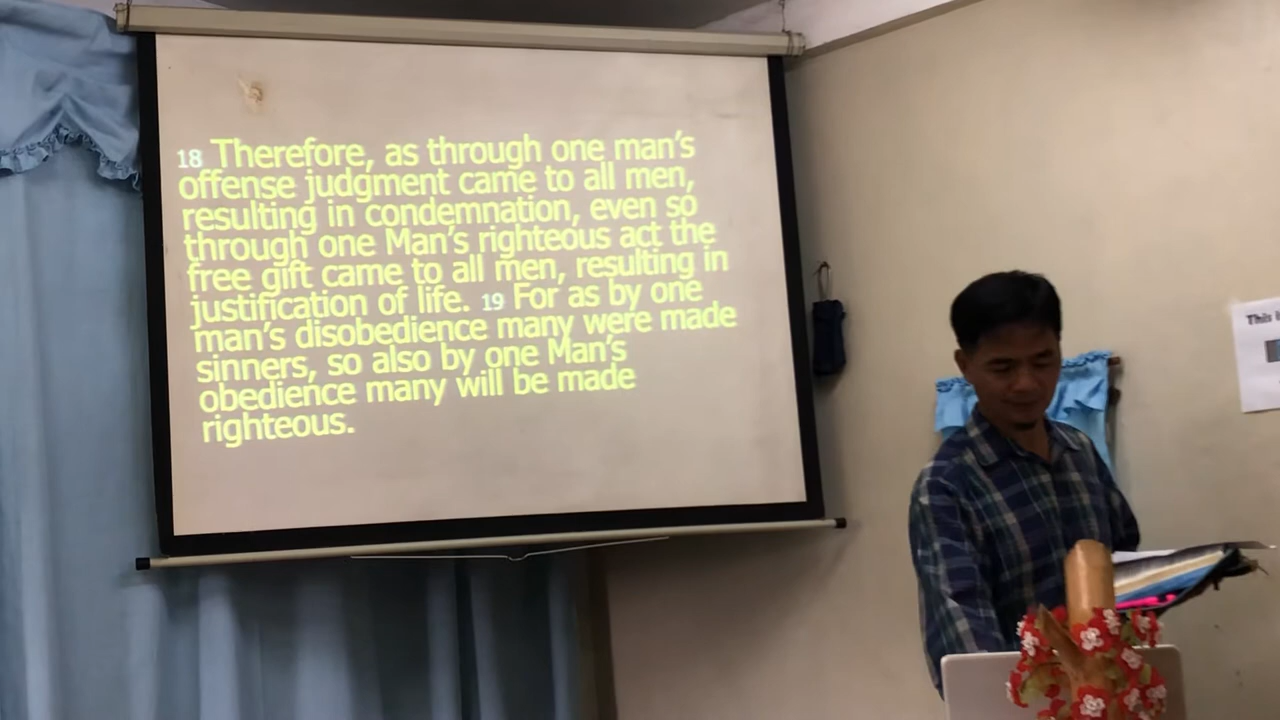 18 Therefore, as through one man's
offense judgment came to all men,
resulting in condemnation, even so
through one Man's righteous act the
free gift came to all men, resulting in
justification of life. 19 For as by one
man's disobedience many were made
sinners, so also by one Man's
obedience many will be made
righteous.
This